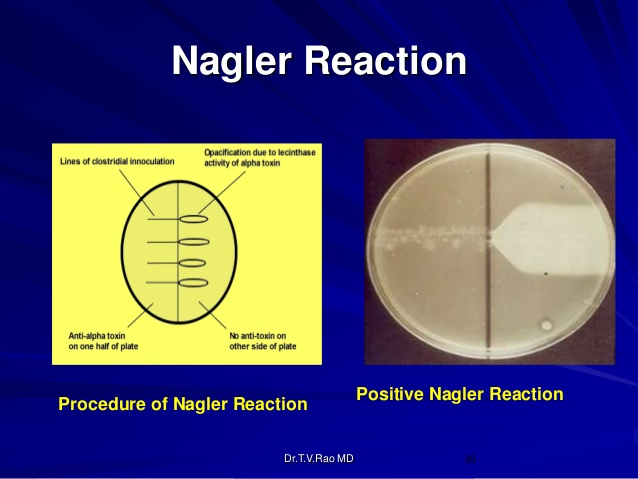 Nagler Reaction
Lines of clostridial innoculation
Opacification due to lecinthase
activity of alpha toxin
Anti-alpha toxin
on one half of plate
No anti-toxin on
other side of plate
Procedure of Nagler Reaction
Positive Nagler Reaction
Dr.T.V.Rao MD